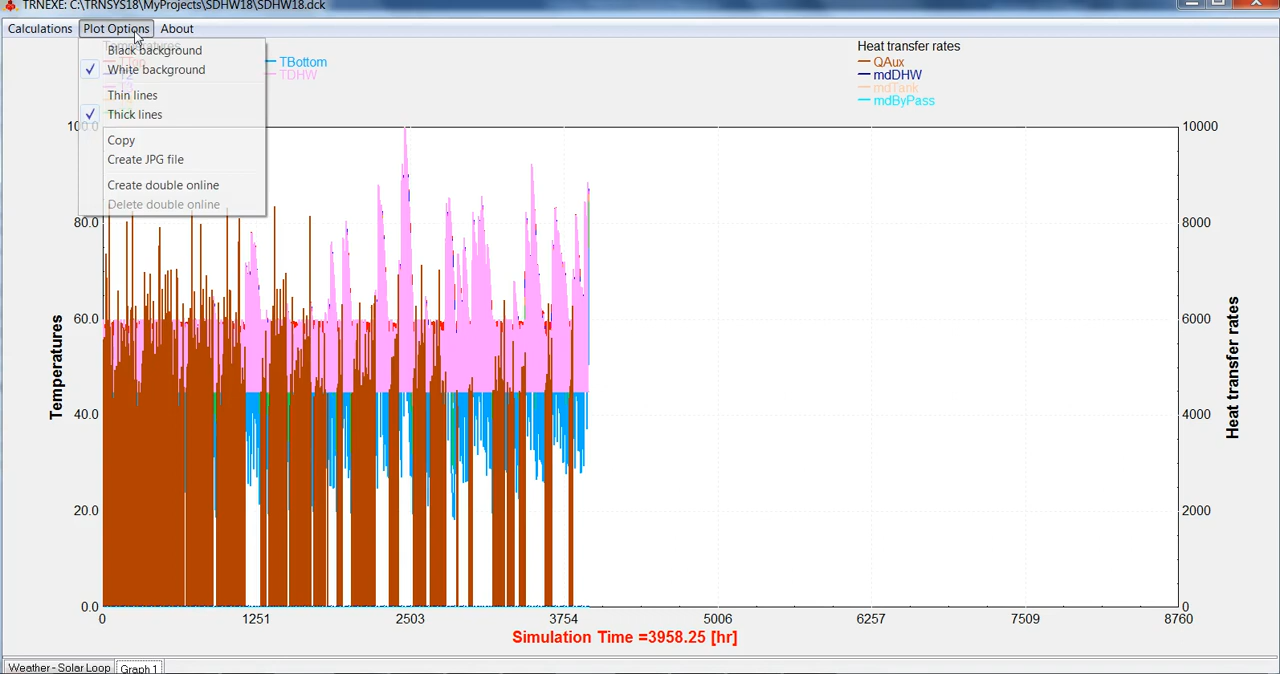 TRNEXE: C:\TRNSYS18\MyProjects\SDHW18\SDHW18.dck
Calculations Plot Options About
Black background
White background
Thin lines
Thick lines
Copy
Create JPG file
Create double online
Delete double online
Temperatures
TTop
TBottom
TDHW
Heat transfer rates
QAux
mdDHW
mdTank
mdByPass
100.0
80.0
60.0
40.0
20.0
0.0
Temperatures
10000
8000
6000
4000
2000
0
Heat transfer rates
0 1251 2503 3754 5006 6257 7509 8760
Simulation Time =3958.25 [hr]
Weather - Solar Loop Graph 1